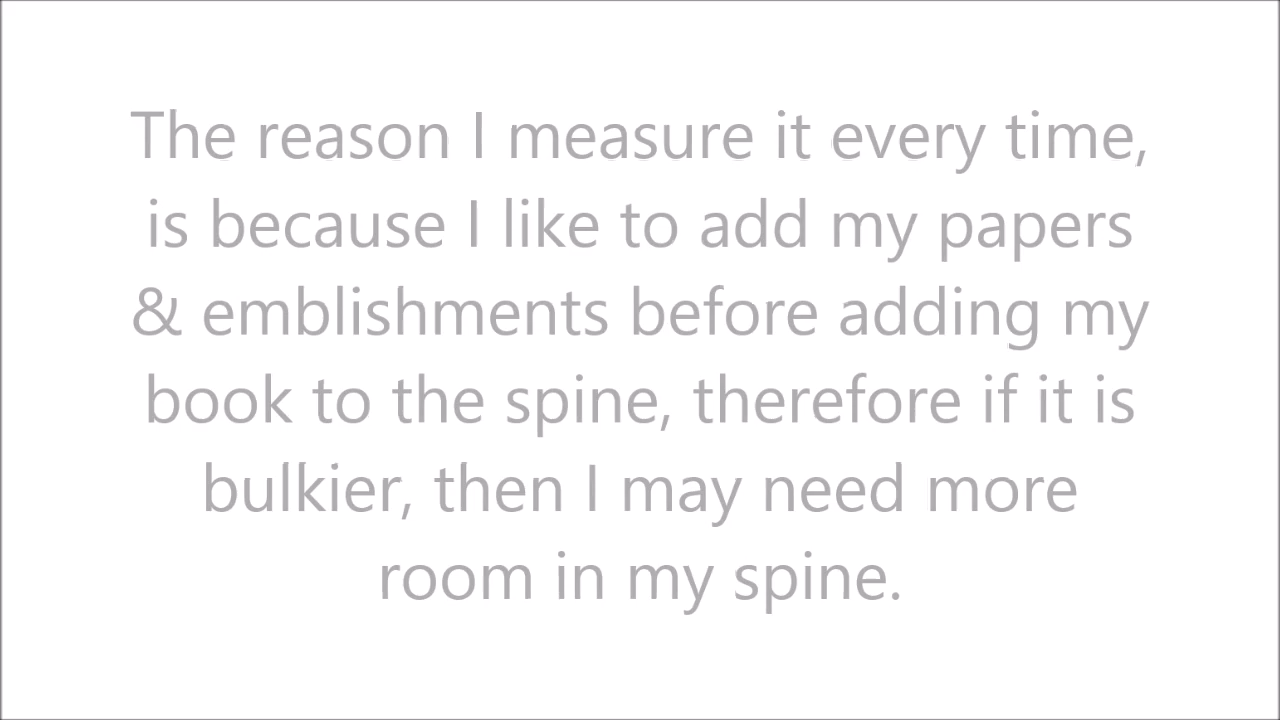 The reason I measure it every time,
is because I like to add my papers
& emblishments before adding my
book to the spine, therefore if it is
bulkier, then I may need more
room in my spine.